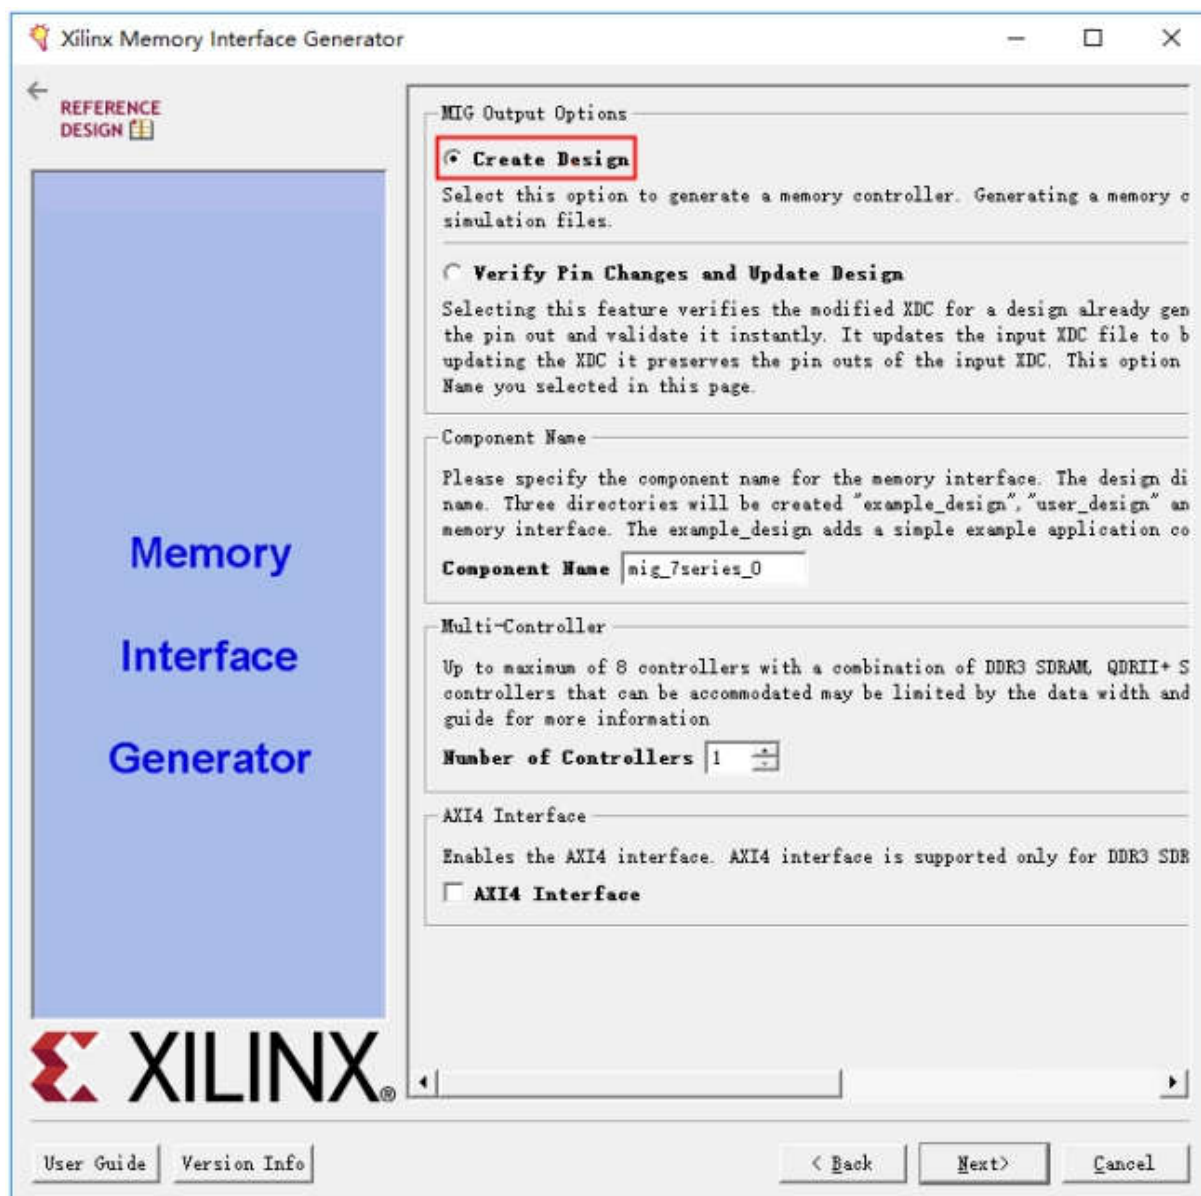 Xilinx Memory Interface Generator
REFERENCE
DESIGN
MIG Output Options
Create Design
Select this option to generate a memory controller. Generating a memory c
simulation files.
Verify Pin Changes and Update Design
Selecting this feature verifies the modified XDC for a design already gen
the pin out and validate it instantly. It updates the input XDC file to b
updating the XDC it preserves the pin outs of the input XDC. This option
Name you selected in this page.
Component Name
Please specify the component name for the memory interface. The design di
name. Three directories will be created "example_design","user_design" an
memory interface. The example_design adds a simple example application co
Component Name mig_7series_0
Multi-Controller
Up to maximum of 8 controllers with a combination of DDR3 SDRAM, QDRII+ S
controllers that can be accommodated may be limited by the data width and
guide for more information
Number of Controllers 1
AXI4 Interface
Enables the AXI4 interface. AXI4 interface is supported only for DDR3 SDR
AXI4 Interface
Memory
Interface
Generator
XILINX®
User Guide
Version Info
< Back
Next>
Cancel